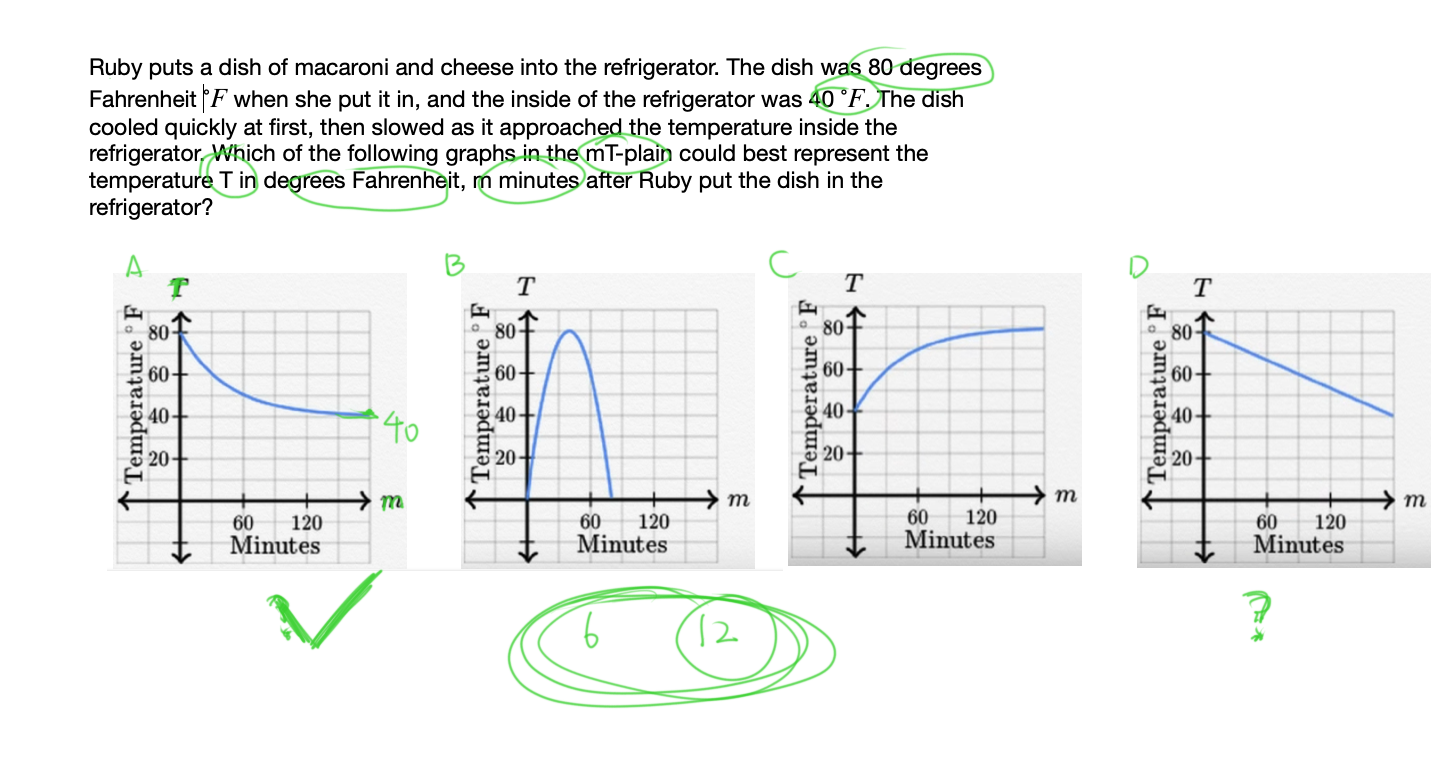 Ruby puts a dish of macaroni and cheese into the refrigerator. The dish was 80 degrees
Fahrenheit °F when she put it in, and the inside of the refrigerator was 40 °F. The dish
cooled quickly at first, then slowed as it approached the temperature inside the
refrigerator. Which of the following graphs in the mT-plain could best represent the
temperature T in degrees Fahrenheit, m minutes after Ruby put the dish in the
refrigerator?
A
T
Temperature °F
80
60
40
20
40
m
60 120
Minutes
B
T
Temperature °F
80
60
40
20
m
60 120
Minutes
C
T
Temperature °F
80
60
40
20
m
60 120
Minutes
D
T
Temperature °F
80
60
40
20
m
60 120
Minutes
6 12
?